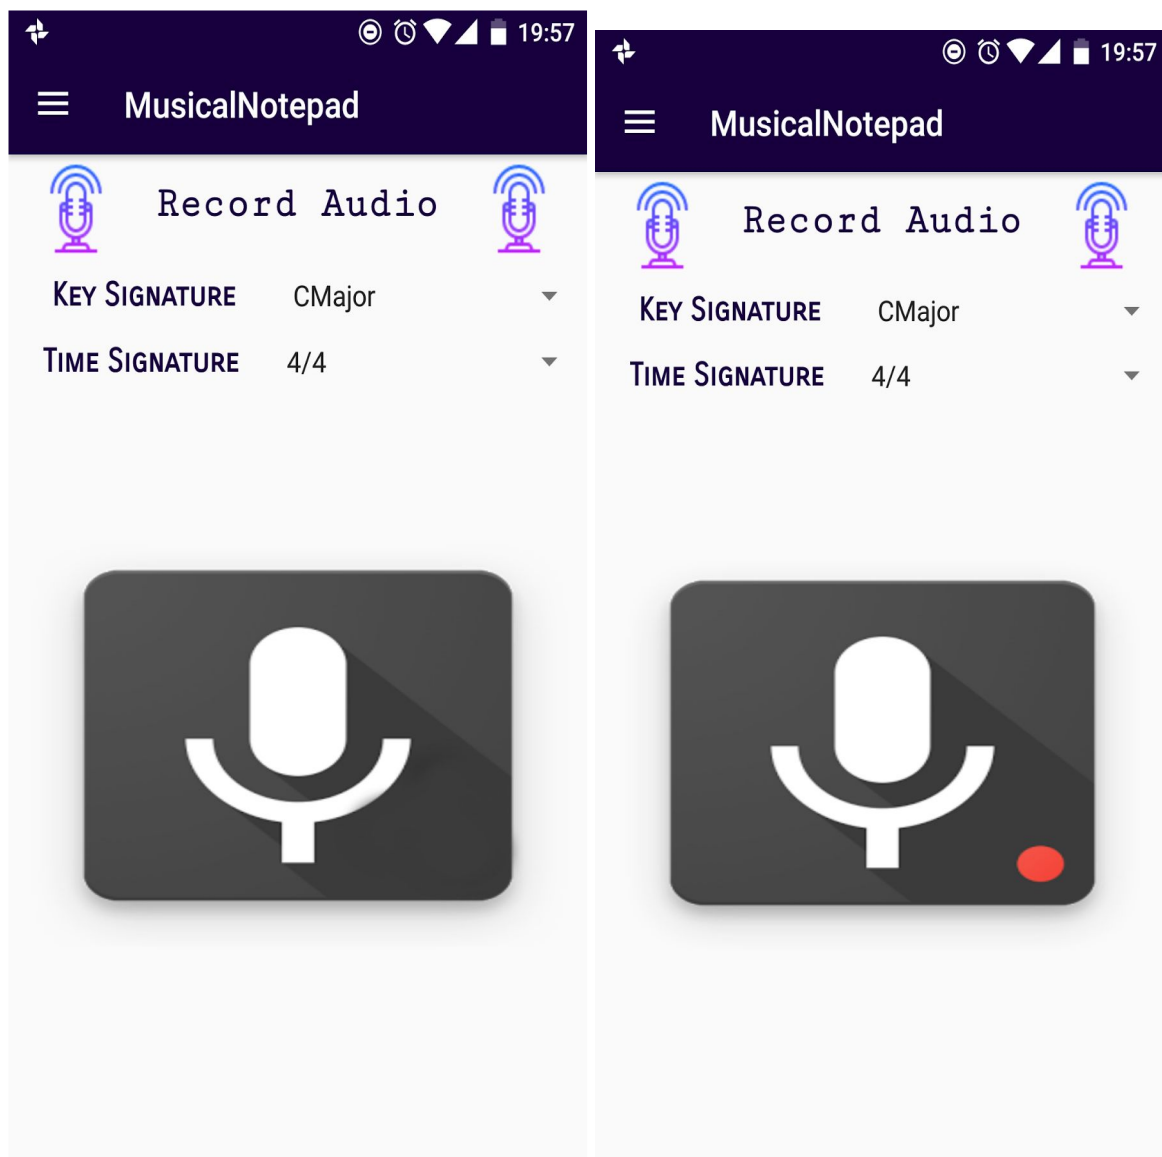 19:57
MusicalNotepad
Record Audio
KEY SIGNATURE CMajor
TIME SIGNATURE 4/4
19:57
MusicalNotepad
Record Audio
KEY SIGNATURE CMajor
TIME SIGNATURE 4/4